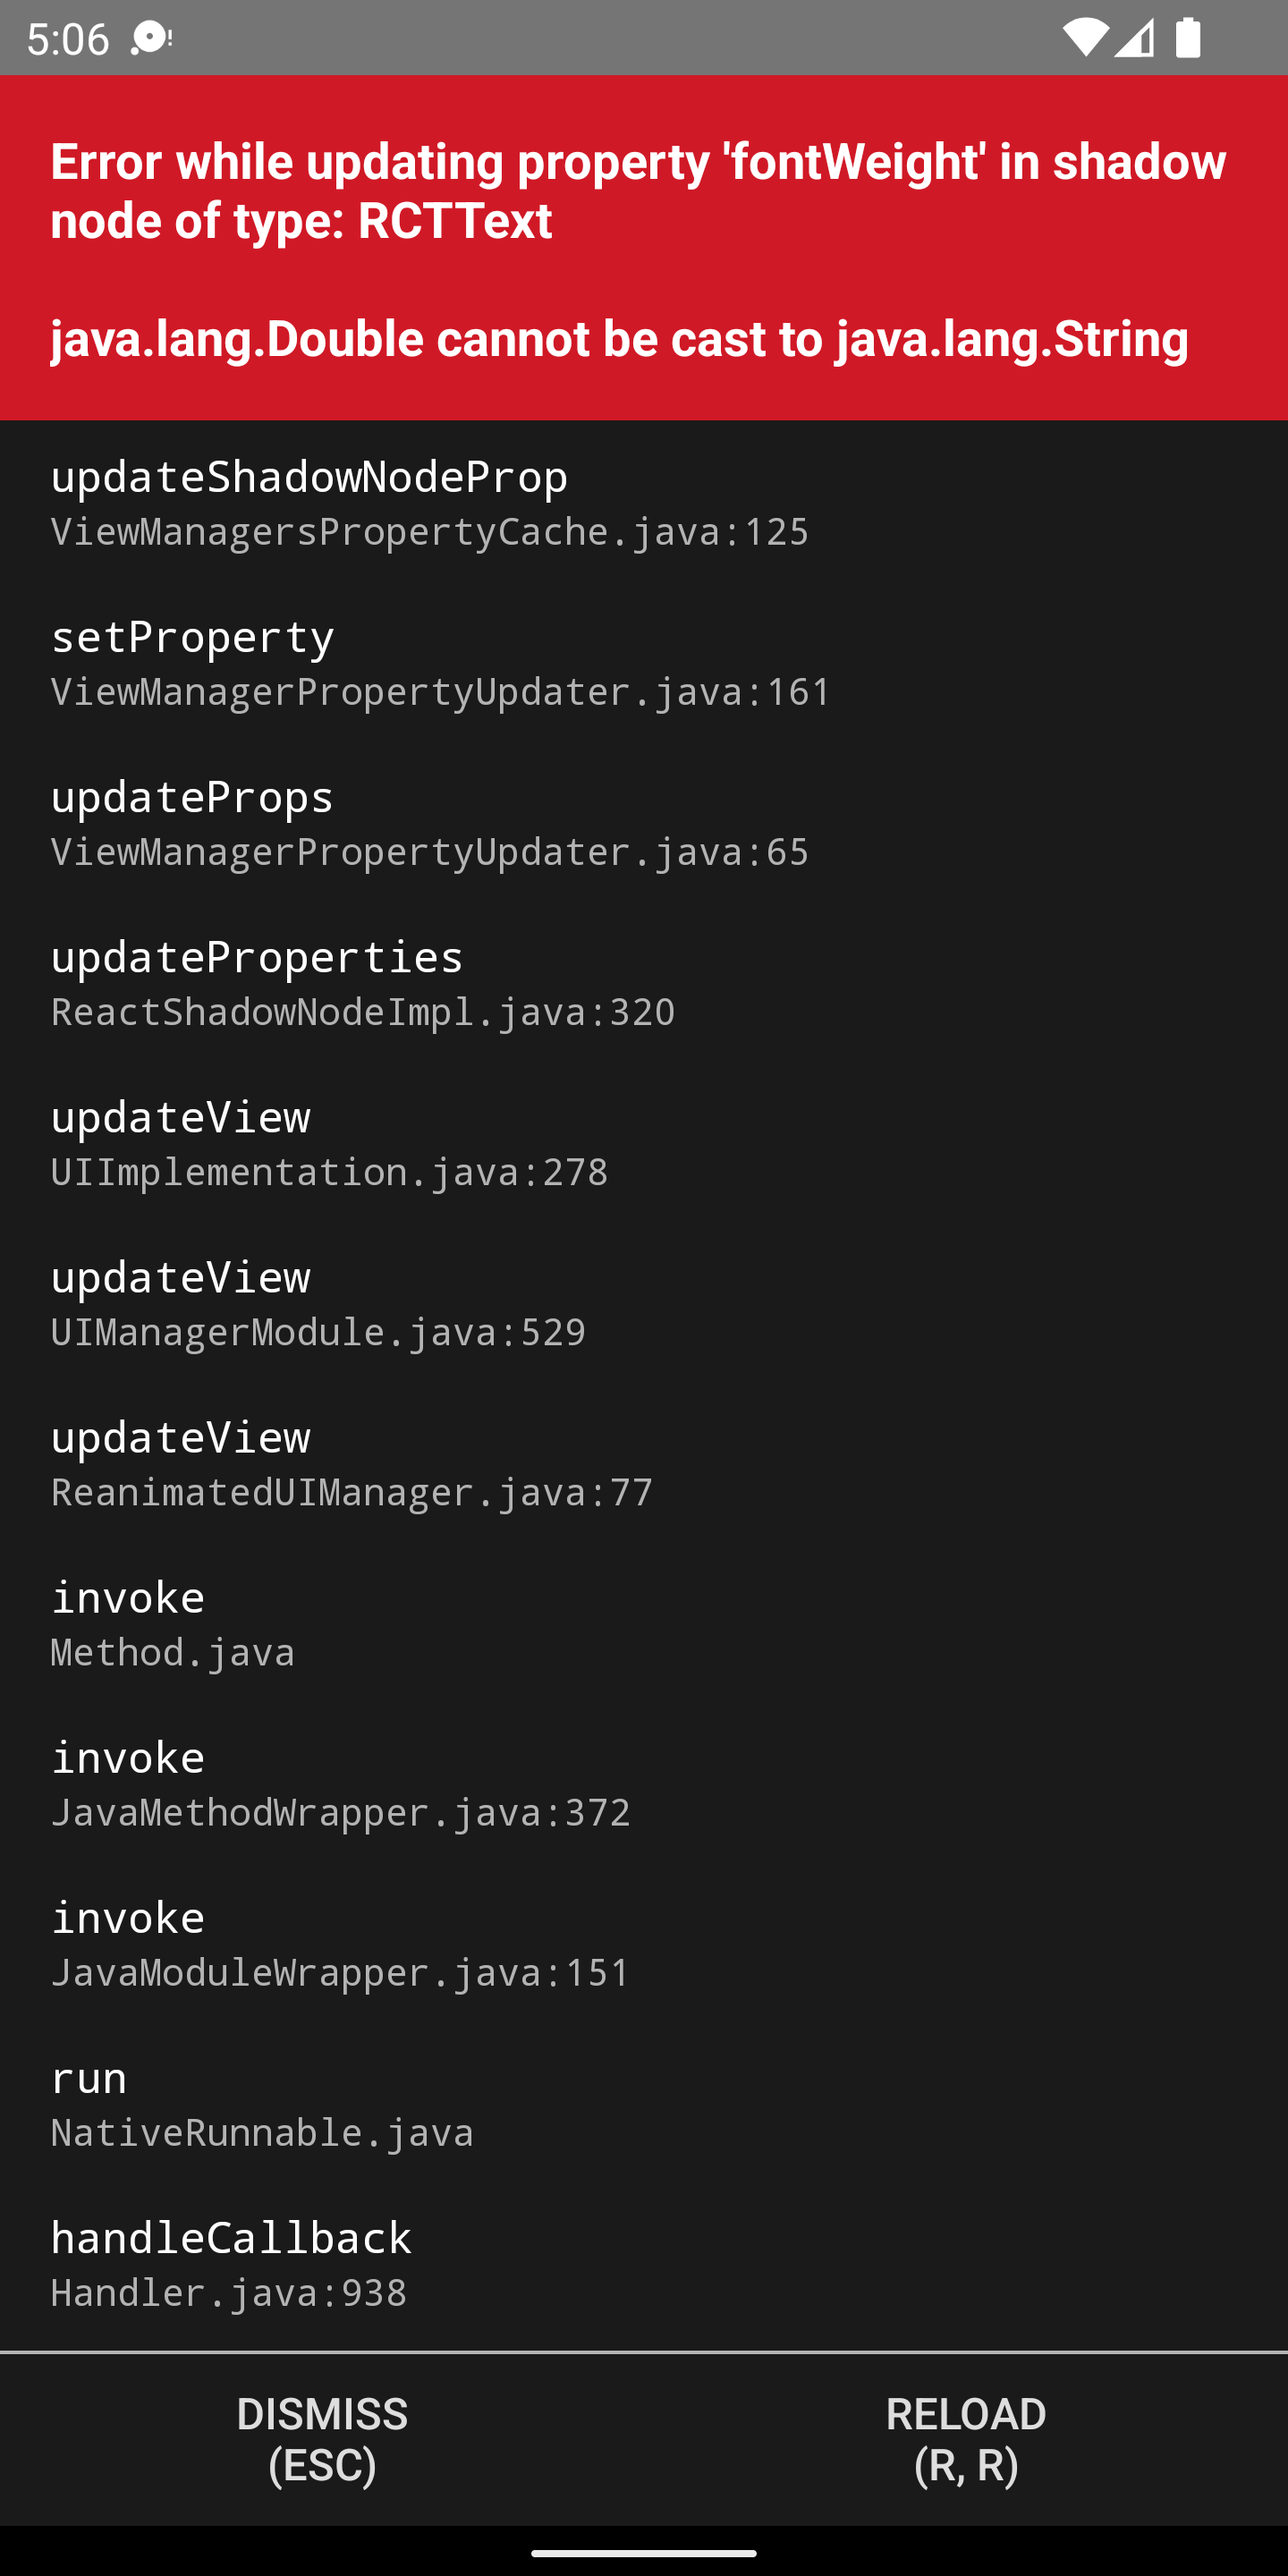 5:06
Error while updating property 'fontWeight' in shadow
node of type: RCTText
java.lang.Double cannot be cast to java.lang.String
updateShadowNodeProp
ViewManagersPropertyCache.java:125
setProperty
ViewManagerPropertyUpdater.java:161
updateProps
ViewManagerPropertyUpdater.java:65
updateProperties
ReactShadowNodeImpl.java:320
updateView
UIImplementation.java:278
updateView
UIManagerModule.java:529
updateView
ReanimatedUIManager.java:77
invoke
Method.java
invoke
JavaMethodWrapper.java:372
invoke
JavaModuleWrapper.java:151
run
NativeRunnable.java
handleCallback
Handler.java:938
DISMISS
(ESC)
RELOAD
(R, R)